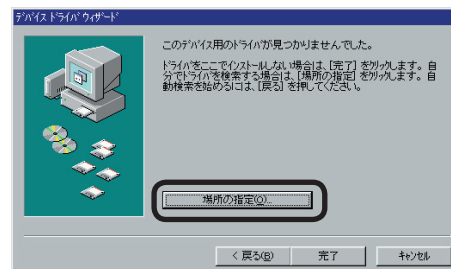 ﾃﾞﾊﾞｲｽ ﾄﾞﾗｲﾊﾞ ｳｨｻﾞｰﾄﾞ
このﾃﾞﾊﾞｲｽ用のﾄﾞﾗｲﾊﾞが見つかりませんでした。
ﾄﾞﾗｲﾊﾞをここでｲﾝｽﾄｰﾙしない場合は、[完了] をｸﾘｯｸします。自
分でﾄﾞﾗｲﾊﾞを検索する場合は、[場所の指定] をｸﾘｯｸします。自
動検索を始めるには、[戻る] を押してください。
場所の指定(O)...
< 戻る(B)
完了
ｷｬﾝｾﾙ